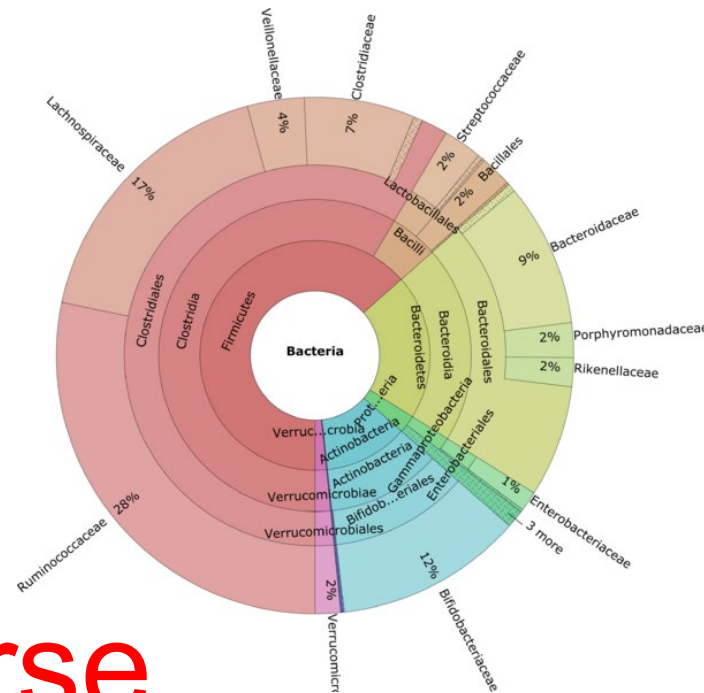 Veillonellaceae
4%
Clostridiaceae
7%
Streptococcaceae
2%
Bacillales
2%
Lachnospiraceae
17%
Lactobacillales
Bacilli
Bacteroidaceae
9%
Porphyromonadaceae
2%
Rikenellaceae
2%
Clostridiales
Clostridia
Firmicutes
Bacteria
Bacteroidetes
Bacteroidia
Bacteroidales
Prot...eria
Gammaproteobacteria
Enterobacteriales
1%
Enterobacteriaceae
3 more
Actinobacteria
Actinobacteria
Bifidob...eriales
12%
Bifidobacteriaceae
Verruc...crobia
Verrucomicrobiae
Verrucomicrobiales
2%
Verrucomicr
28%
Ruminococcaceae
rse